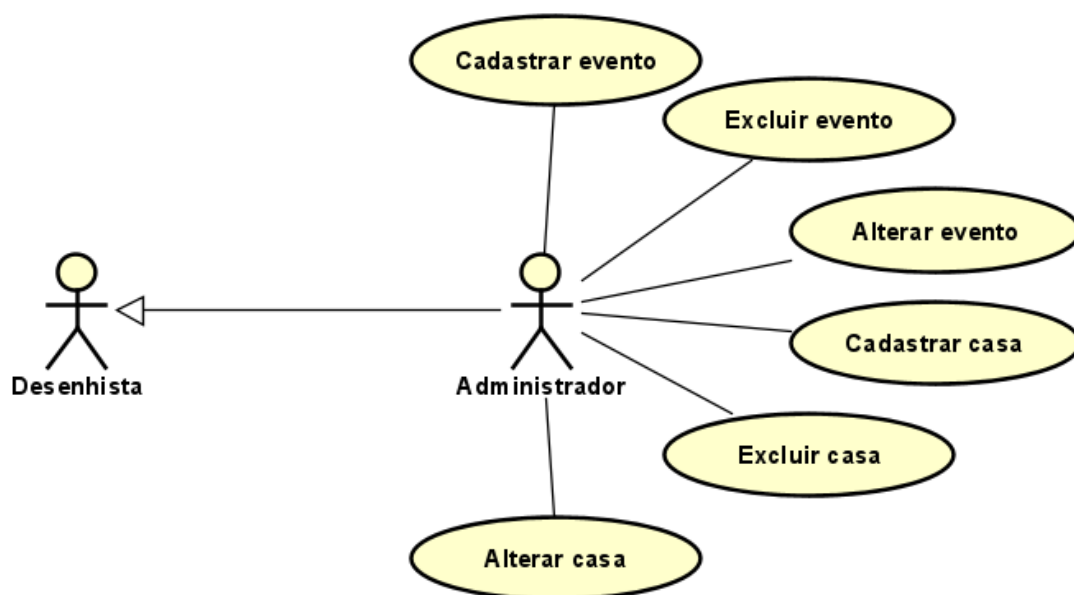 Cadastrar evento
Excluir evento
Alterar evento
Desenhista
Administrador
Cadastrar casa
Excluir casa
Alterar casa